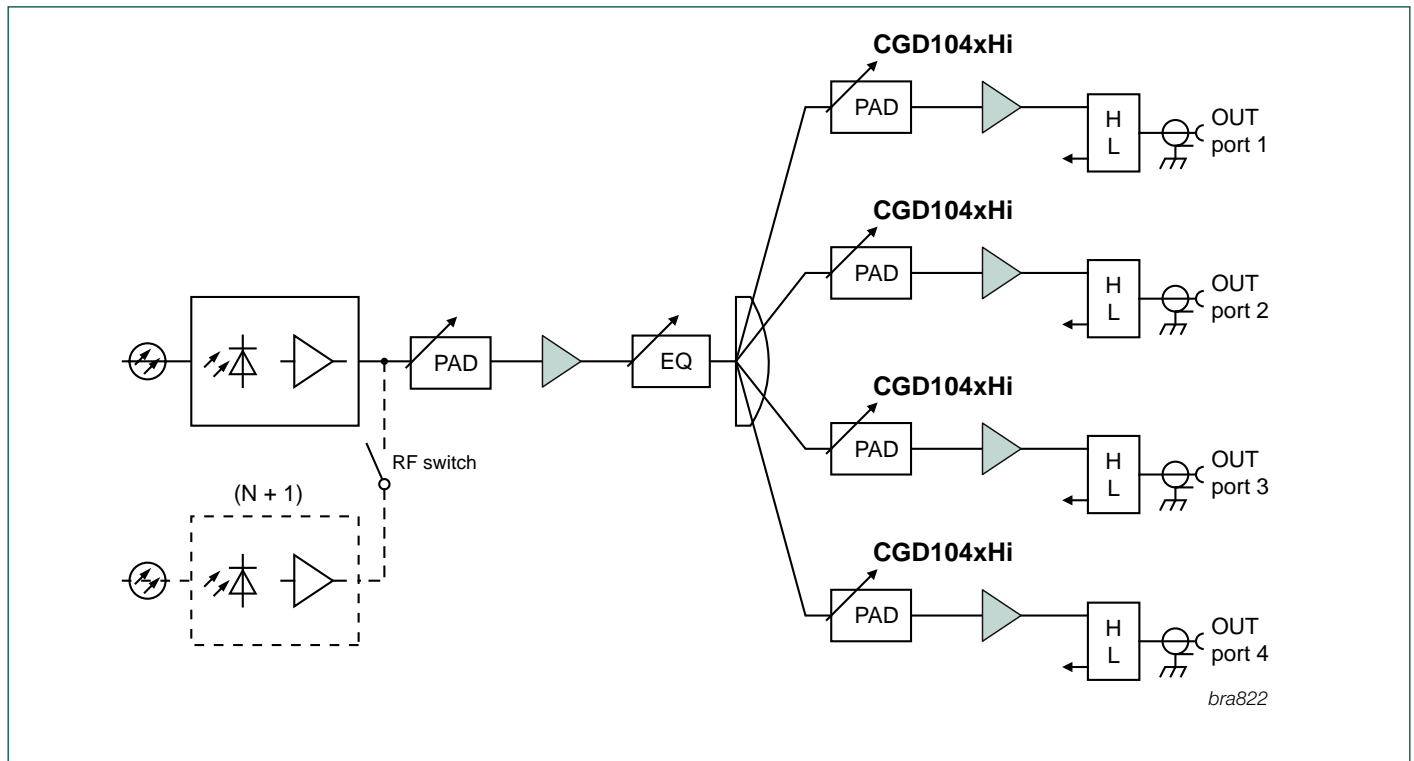 CGD104xHi
PAD
H
L
OUT
port 1
CGD104xHi
PAD
H
L
OUT
port 2
PAD
EQ
RF switch
(N + 1)
CGD104xHi
PAD
H
L
OUT
port 3
CGD104xHi
PAD
H
L
OUT
port 4
bra822